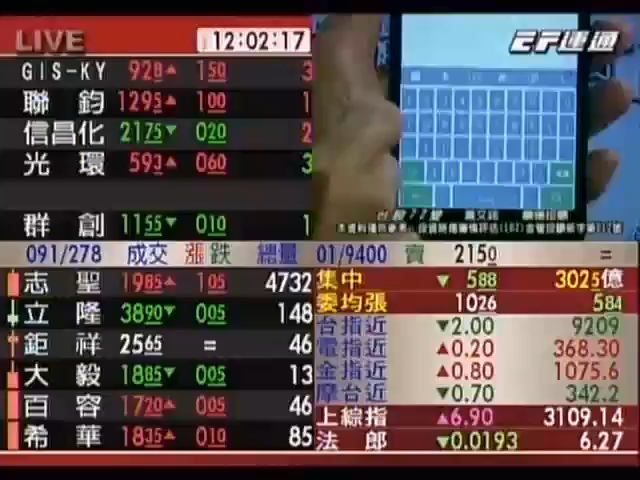 LIVE 12:02:17
GIS-KY 928▲ 150 3
聯鈞 1295▲ 100 1
信昌化 2175▼ 020 2
光環 593▲ 060 3
群創 1155▼ 020 1
091/278 成交 漲跌 總量 01/9400 賣 2150 =
志聖 1985▲ 105 4732
立隆 3890▼ 005 148
鉅祥 2565 = 46
大毅 1885▼ 005 13
百容 1720▲ 005 46
希華 1835▲ 010 85
集中 ▼ 588 3025億
委均張 1026 584
台指近 ▼2.00 9209
電指近 ▲0.20 368.30
金指近 ▲0.80 1075.6
摩台近 ▼0.70 342.2
上綜指 ▲6.90 3109.14
法郎 ▼0.0193 6.27